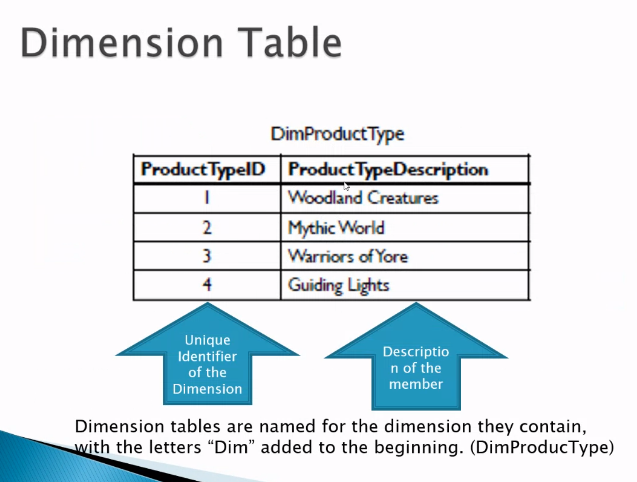 Dimension Table
DimProductType
ProductTypeID ProductTypeDescription
1 Woodland Creatures
2 Mythic World
3 Warriors of Yore
4 Guiding Lights
Unique
Identifier
of the
Dimension
Descriptio
n of the
member
Dimension tables are named for the dimension they contain,
with the letters “Dim” added to the beginning. (DimProducType)